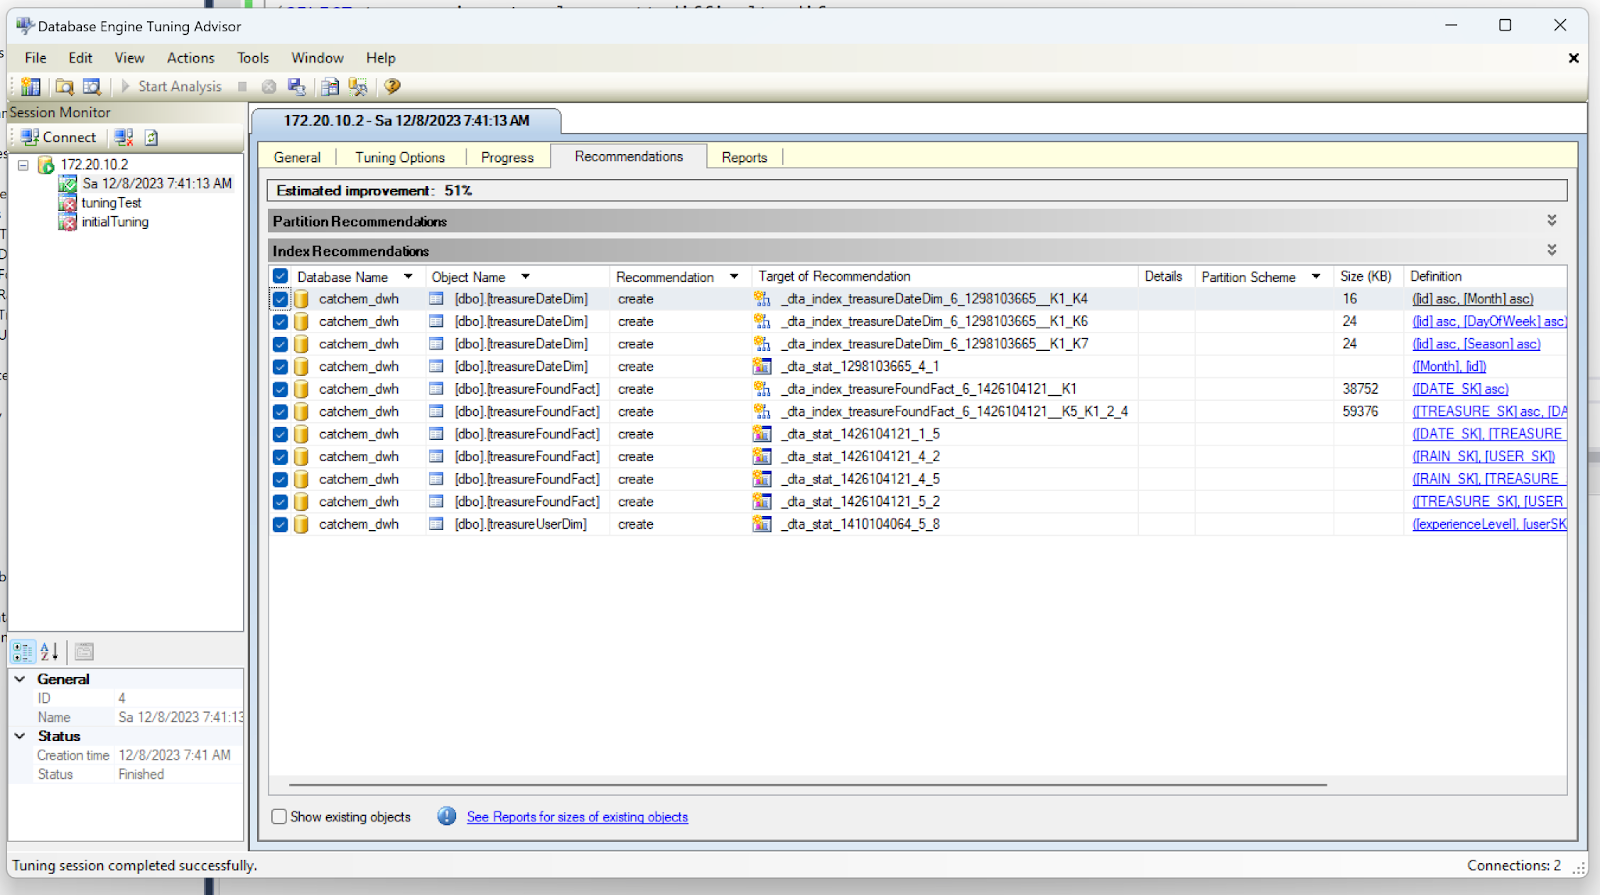 Database Engine Tuning Advisor
File Edit View Actions Tools Window Help
Start Analysis
Session Monitor
Connect
172.20.10.2
Sa 12/8/2023 7:41:13 AM
tuningTest
initialTuning
172.20.10.2 - Sa 12/8/2023 7:41:13 AM
General Tuning Options Progress Recommendations Reports
Estimated improvement: 51%
Partition Recommendations
Index Recommendations
Database Name Object Name Recommendation Target of Recommendation Details Partition Scheme Size (KB) Definition
catchem_dwh [dbo].[treasureDateDim] create _dta_index_treasureDateDim_6_1298103665__K1_K4 16 ([id] asc, [Month] asc)
catchem_dwh [dbo].[treasureDateDim] create _dta_index_treasureDateDim_6_1298103665__K1_K6 24 ([id] asc, [DayOfWeek] asc)
catchem_dwh [dbo].[treasureDateDim] create _dta_index_treasureDateDim_6_1298103665__K1_K7 24 ([id] asc, [Season] asc)
catchem_dwh [dbo].[treasureDateDim] create _dta_stat_1298103665_4_1 ([Month], [id])
catchem_dwh [dbo].[treasureFoundFact] create _dta_index_treasureFoundFact_6_1426104121__K1 38752 ([DATE_SK] asc)
catchem_dwh [dbo].[treasureFoundFact] create _dta_index_treasureFoundFact_6_1426104121__K5_K1_2_4 59376 ([TREASURE_SK] asc, [DA
catchem_dwh [dbo].[treasureFoundFact] create _dta_stat_1426104121_1_5 ([DATE_SK], [TREASURE_
catchem_dwh [dbo].[treasureFoundFact] create _dta_stat_1426104121_4_2 ([RAIN_SK], [USER_SK])
catchem_dwh [dbo].[treasureFoundFact] create _dta_stat_1426104121_4_5 ([RAIN_SK], [TREASURE_
catchem_dwh [dbo].[treasureFoundFact] create _dta_stat_1426104121_5_2 ([TREASURE_SK], [USER_
catchem_dwh [dbo].[treasureUserDim] create _dta_stat_1410104064_5_8 ([experienceLevel], [userSK
General
ID 4
Name Sa 12/8/2023 7:41:13
Status
Creation time 12/8/2023 7:41 AM
Status Finished
Show existing objects See Reports for sizes of existing objects
Tuning session completed successfully. Connections: 2